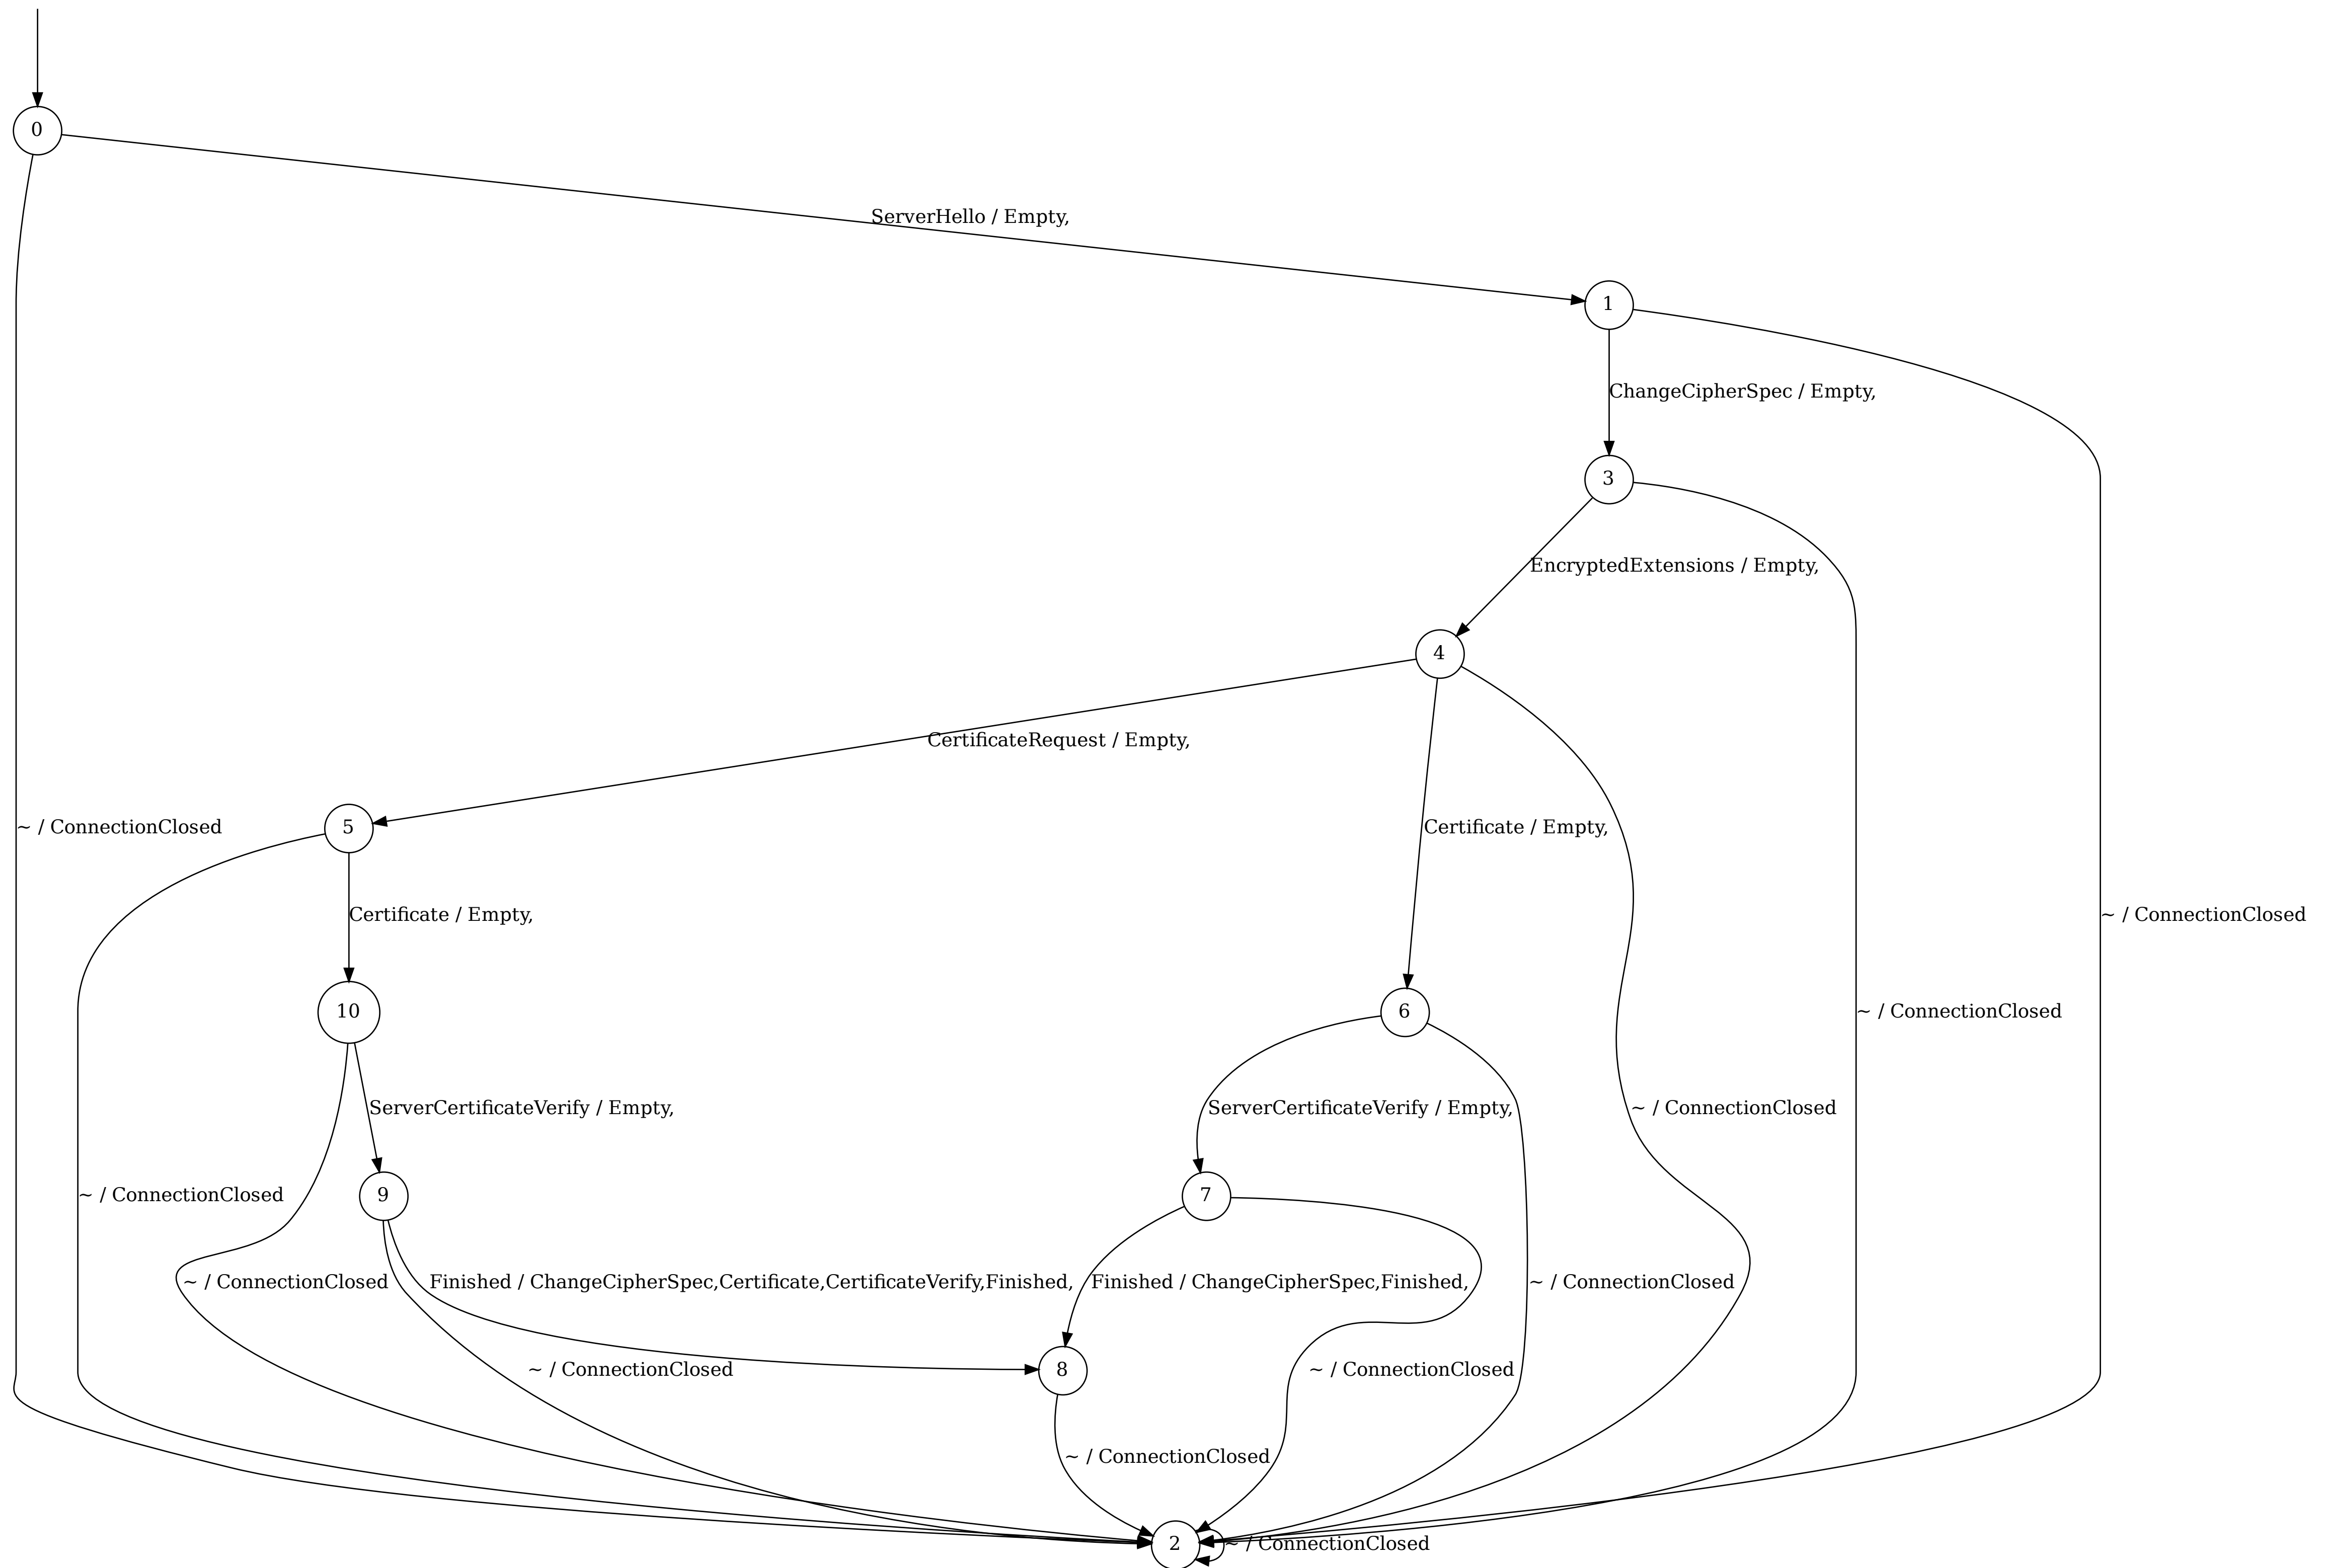 0
ServerHello / Empty,
1
ChangeCipherSpec / Empty,
3
EncryptedExtensions / Empty,
4
CertificateRequest / Empty,
5
~ / ConnectionClosed
Certificate / Empty,
Certificate / Empty,
~ / ConnectionClosed
10
6
~ / ConnectionClosed
ServerCertificateVerify / Empty,
ServerCertificateVerify / Empty,
~ / ConnectionClosed
~ / ConnectionClosed
9
7
~ / ConnectionClosed
Finished / ChangeCipherSpec,Certificate,CertificateVerify,Finished,
Finished / ChangeCipherSpec,Finished,
~ / ConnectionClosed
~ / ConnectionClosed
8
~ / ConnectionClosed
~ / ConnectionClosed
2
~ / ConnectionClosed